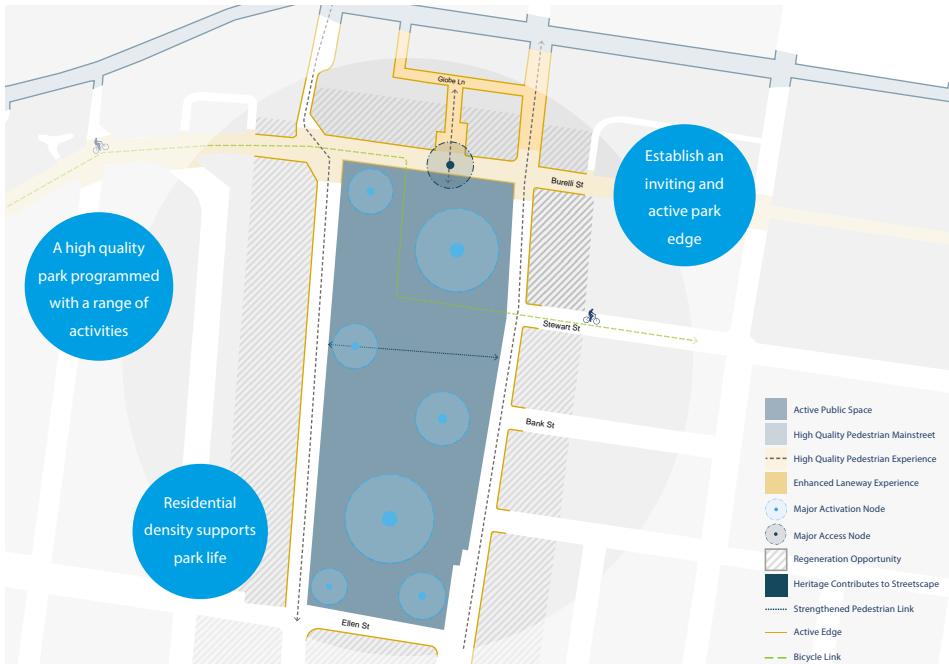 Globe Ln
Burelli St
Establish an
inviting and
active park
edge
A high quality
park programmed
with a range of
activities
Stewart St
Bank St
Residential
density supports
park life
Ellen St
Active Public Space
High Quality Pedestrian Mainstreet
High Quality Pedestrian Experience
Enhanced Laneway Experience
Major Activation Node
Major Access Node
Regeneration Opportunity
Heritage Contributes to Streetscape
Strengthened Pedestrian Link
Active Edge
Bicycle Link